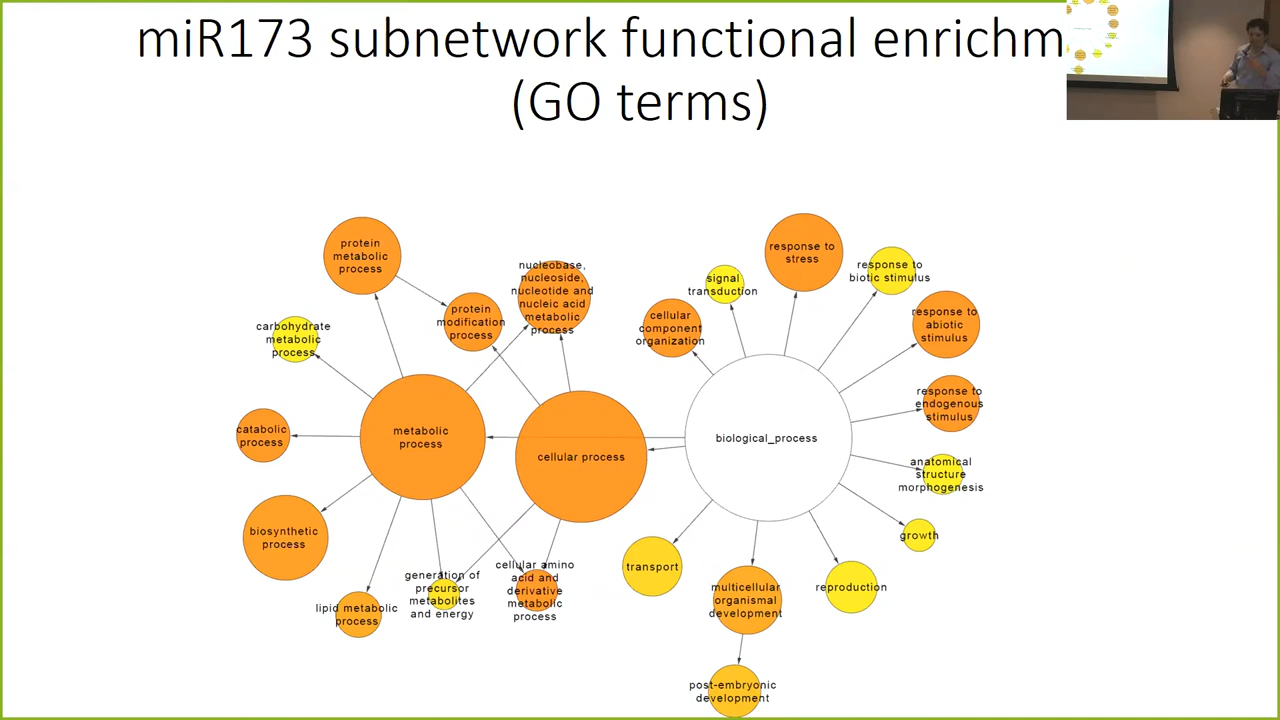 miR173 subnetwork functional enrichm
(GO terms)
protein
metabolic
process
nucleobase,
nucleoside,
nucleotide and
nucleic acid
metabolic
process
protein
modification
process
carbohydrate
metabolic
process
catabolic
process
metabolic
process
cellular process
biosynthetic
process
lipid metabolic
process
generation of
precursor
metabolites
and energy
cellular amino
acid and
derivative
metabolic
process
response to
stress
signal
transduction
response to
biotic stimulus
cellular
component
organization
response to
abiotic
stimulus
response to
endogenous
stimulus
biological_process
anatomical
structure
morphogenesis
growth
transport
multicellular
organismal
development
reproduction
post-embryonic
development